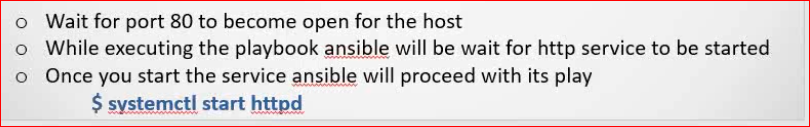 o Wait for port 80 to become open for the host
o While executing the playbook ansible will be wait for http service to be started
o Once you start the service ansible will proceed with its play
$ systemctl start httpd